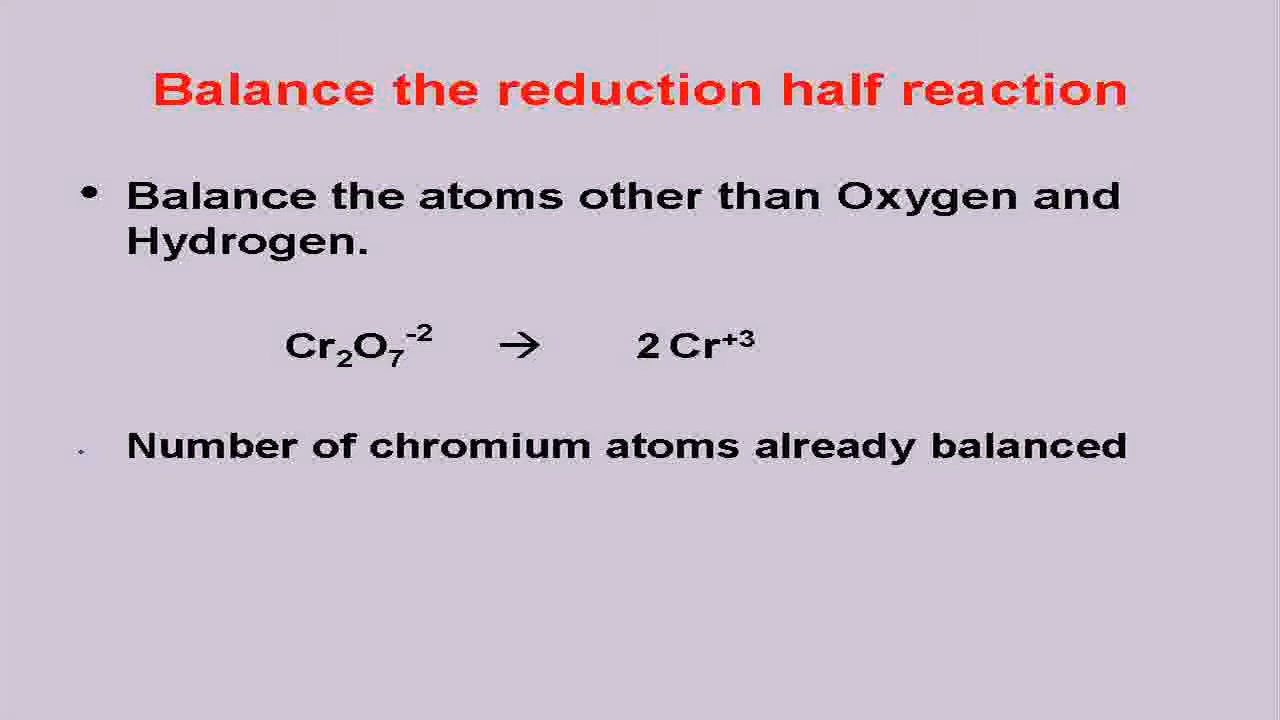 Balance the reduction half reaction
• Balance the atoms other than Oxygen and
Hydrogen.
Cr₂O₇⁻² → 2 Cr⁺³
Number of chromium atoms already balanced